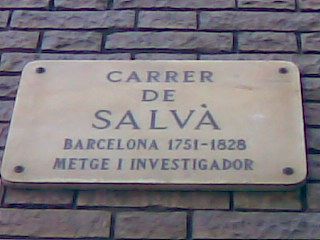 CARRER
DE
SALVÀ
BARCELONA 1751-1828
METGE I INVESTIGADOR